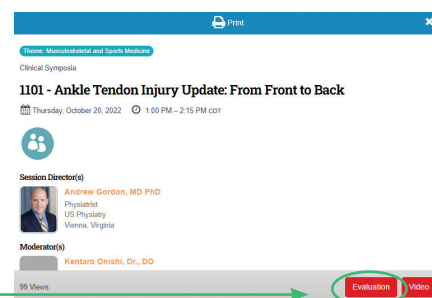 Print
Theme: Musculoskeletal and Sports Medicine
Clinical Symposia
1101 - Ankle Tendon Injury Update: From Front to Back
Thursday, October 20, 2022 1:00 PM – 2:15 PM CDT
Session Director(s)
Andrew Gordon, MD PhD
Physiatrist
US Physiatry
Vienna, Virginia
Moderator(s)
Kentaro Onishi, Dr., DO
99 Views
Evaluation
Video